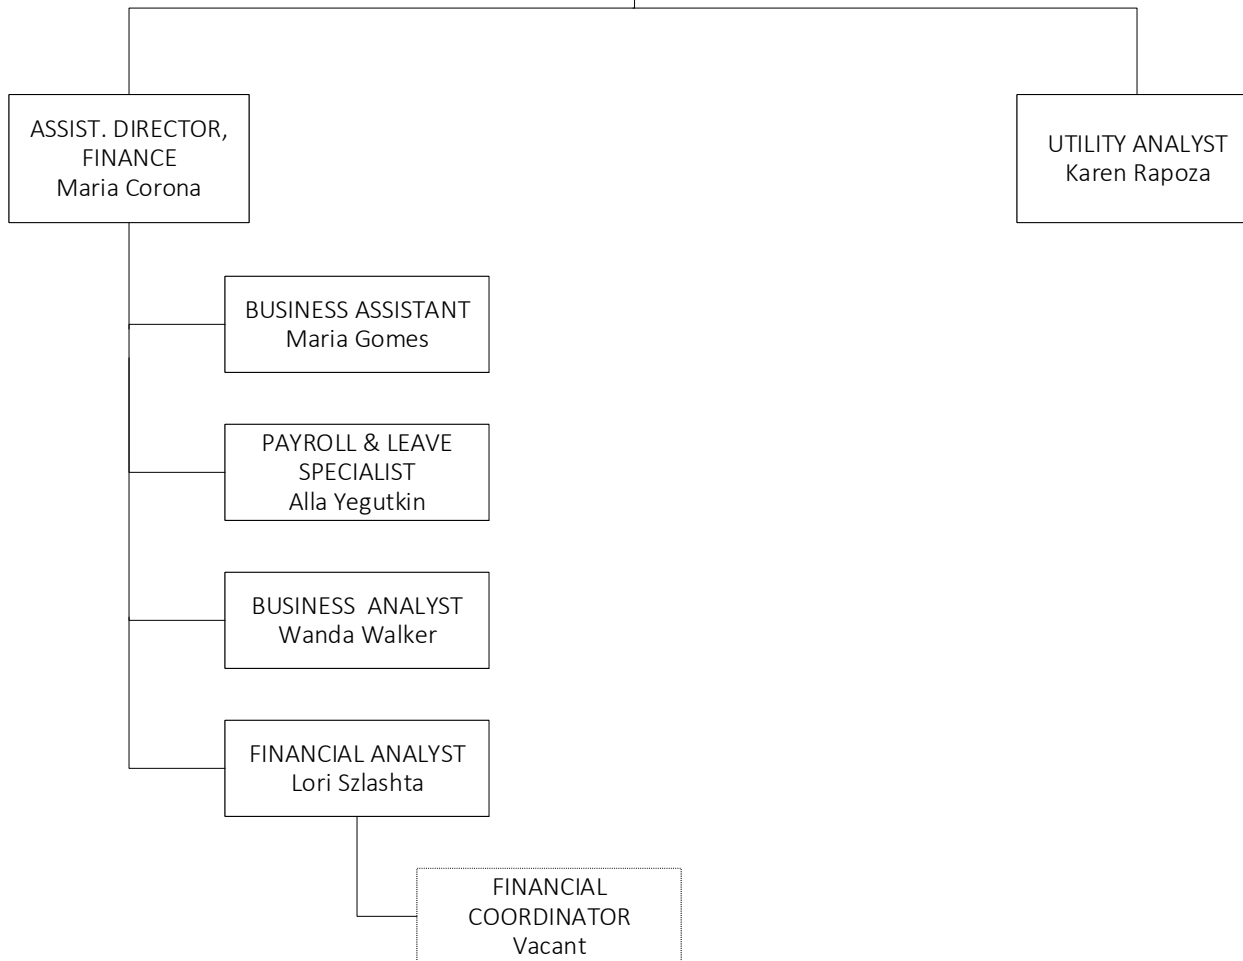 ASSIST. DIRECTOR,
FINANCE
Maria Corona
UTILITY ANALYST
Karen Rapoza
BUSINESS ASSISTANT
Maria Gomes
PAYROLL & LEAVE
SPECIALIST
Alla Yegutkin
BUSINESS  ANALYST
Wanda Walker
FINANCIAL ANALYST
Lori Szlashta
FINANCIAL
COORDINATOR
Vacant